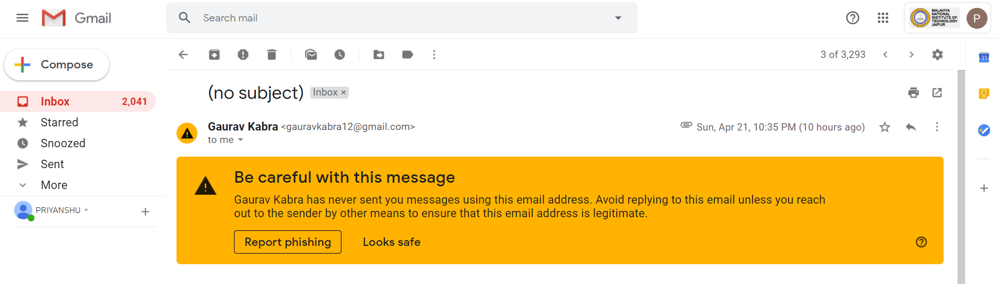 Gmail
Search mail
MALAVIYA
NATIONAL
INSTITUTE OF
TECHNOLOGY
JAIPUR
P
Compose
3 of 3,293
31
(no subject) Inbox ×
Inbox 2,041
Starred
Snoozed
Sent
More
PRIYANSHU
Gaurav Kabra <gauravkabra12@gmail.com>
Sun, Apr 21, 10:35 PM (10 hours ago)
to me
Be careful with this message
Gaurav Kabra has never sent you messages using this email address. Avoid replying to this email unless you reach
out to the sender by other means to ensure that this email address is legitimate.
Report phishing Looks safe